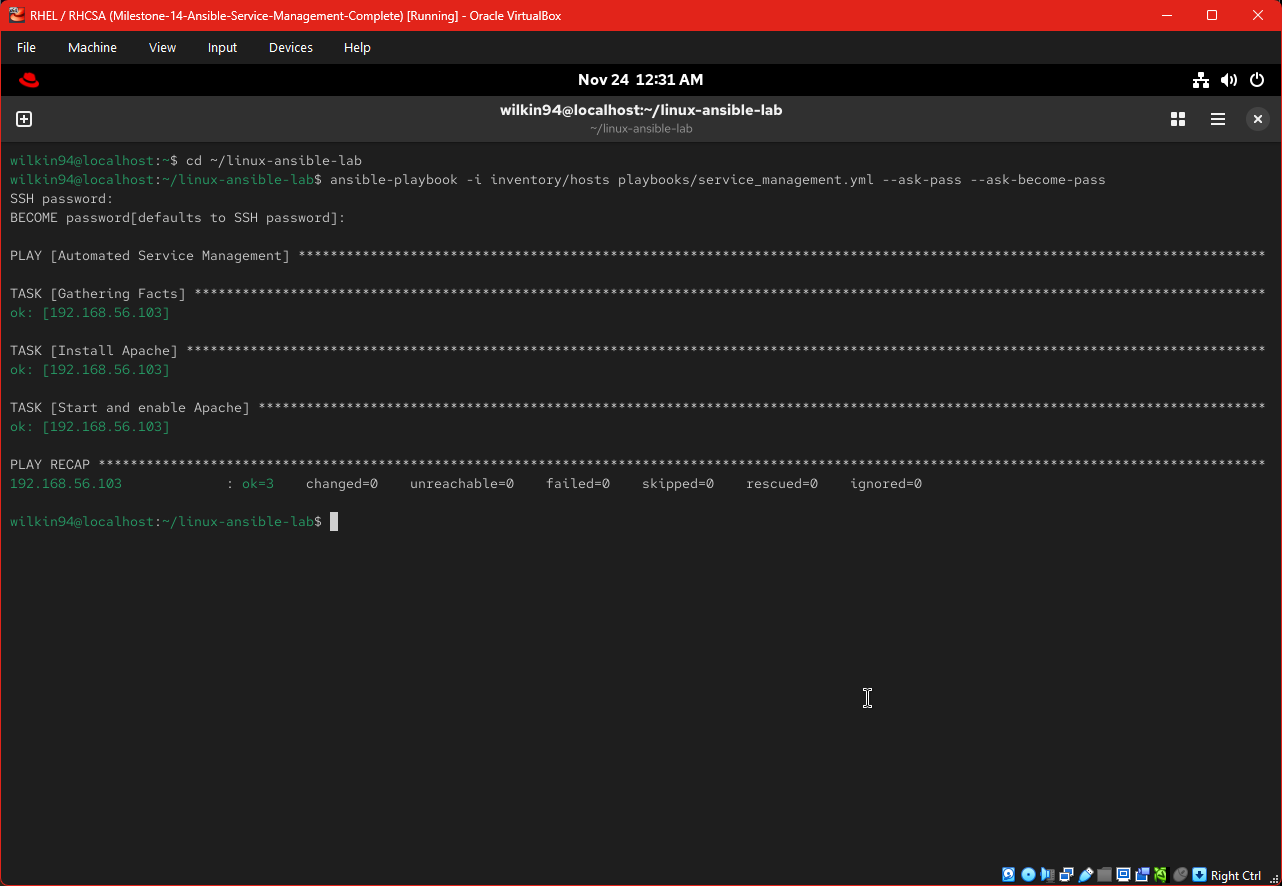 RHEL / RHCSA (Milestone-14-Ansible-Service-Management-Complete) [Running] - Oracle VirtualBox
File Machine View Input Devices Help
Nov 24 12:31 AM
wilkin94@localhost:~/linux-ansible-lab
~/linux-ansible-lab
wilkin94@localhost:~$ cd ~/linux-ansible-lab
wilkin94@localhost:~/linux-ansible-lab$ ansible-playbook -i inventory/hosts playbooks/service_management.yml --ask-pass --ask-become-pass
SSH password:
BECOME password[defaults to SSH password]:
PLAY [Automated Service Management] *************************************************************************************************************************
TASK [Gathering Facts] **************************************************************************************************************************************
ok: [192.168.56.103]
TASK [Install Apache] ***************************************************************************************************************************************
ok: [192.168.56.103]
TASK [Start and enable Apache] ******************************************************************************************************************************
ok: [192.168.56.103]
PLAY RECAP **************************************************************************************************************************************************
192.168.56.103             : ok=3    changed=0    unreachable=0    failed=0    skipped=0    rescued=0    ignored=0
wilkin94@localhost:~/linux-ansible-lab$
Right Ctrl